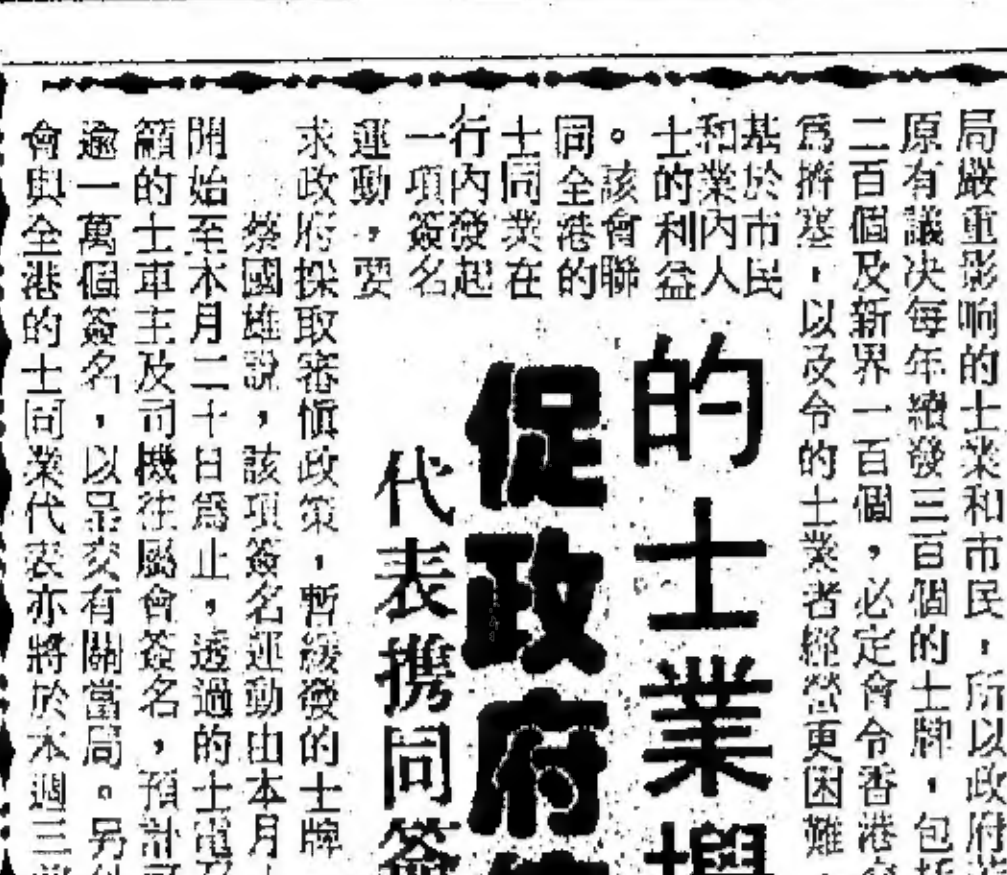 局嚴重影响的士業和市民，所以政府
原有議决每年續發三百個的士牌，包括
二百個及新界一百個，必定會令香港
爲擠塞，以及令的士業者經營更困難，
基於市民
和業內人
士的利益
。該會聯
同全港的
士同業在
行內發起
一項簽名
運動，要
求政府採取審慎政策，暫緩發的士牌
蔡國雄說，該項簽名運動由本月
開始至本月二十日爲止，透過的士電
籲的士車主及司機往屬會簽名，預計
逾一萬個簽名，以呈交有關當局。另
會與全港的士同業代表亦將於本週三
的士業
促政府
代表携同